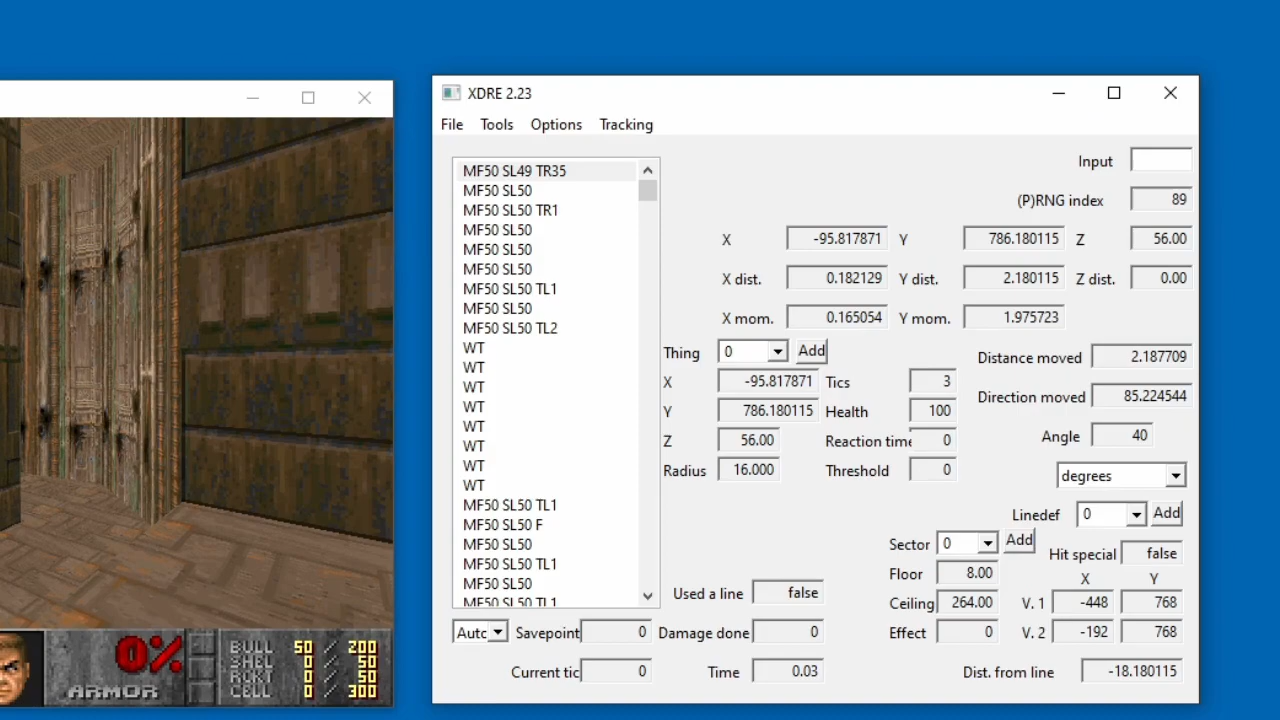 XDRE 2.23
File Tools Options Tracking
MF50 SL49 TR35
MF50 SL50
MF50 SL50 TR1
MF50 SL50
MF50 SL50
MF50 SL50
MF50 SL50 TL1
MF50 SL50
MF50 SL50 TL2
WT
WT
WT
WT
WT
WT
WT
WT
MF50 SL50 TL1
MF50 SL50 F
MF50 SL50
MF50 SL50 TL1
MF50 SL50
MF50 SL50 TL1
Input
(P)RNG index 89
X -95.817871 Y 786.180115 Z 56.00
X dist. 0.182129 Y dist. 2.180115 Z dist. 0.00
X mom. 0.165054 Y mom. 1.975723
Thing 0 Add
X -95.817871 Tics 3
Y 786.180115 Health 100
Z 56.00 Reaction time 0
Radius 16.000 Threshold 0
Distance moved 2.187709
Direction moved 85.224544
Angle 40
degrees
Linedef 0 Add
Sector 0 Add
Hit special false
Floor 8.00
X Y
Ceiling 264.00 V. 1 -448 768
Effect 0 V. 2 -192 768
Used a line false
Auto Savepoint 0 Damage done 0
Current tic 0 Time 0.03
Dist. from line -18.180115
0%
ARMOR
BULL 50 / 200
SHEL 0 / 50
RCKT 0 / 50
CELL 0 / 300